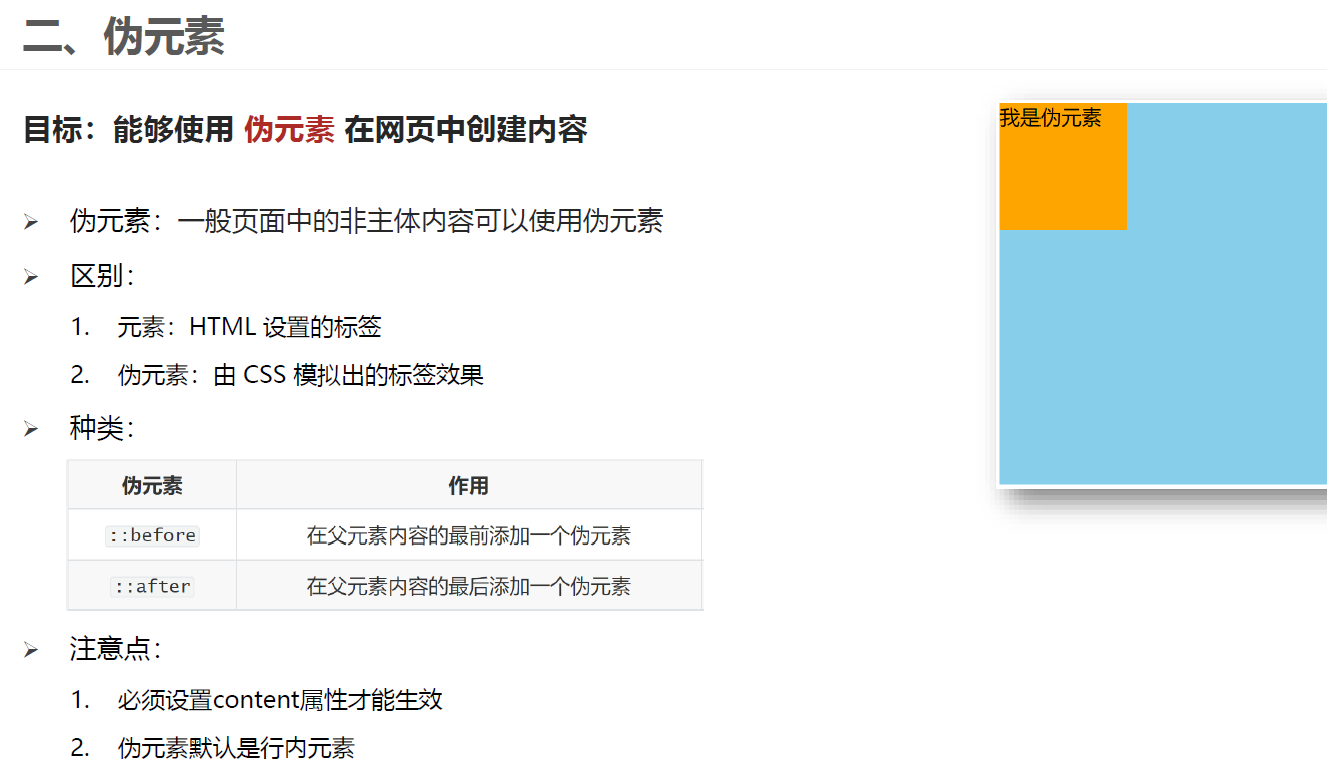 二、伪元素
目标：能够使用 伪元素 在网页中创建内容
我是伪元素
➢ 伪元素：一般页面中的非主体内容可以使用伪元素
➢ 区别：
1. 元素：HTML 设置的标签
2. 伪元素：由 CSS 模拟出的标签效果
➢ 种类：
伪元素 作用
::before 在父元素内容的最前添加一个伪元素
::after 在父元素内容的最后添加一个伪元素
➢ 注意点：
1. 必须设置content属性才能生效
2. 伪元素默认是行内元素